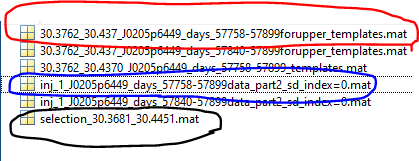 30.3762_30.437_J0205p6449_days_57758-57899forupper_templates.mat
30.3762_30.437_J0205p6449_days_57840-57899forupper_templates.mat
30.3762_30.4370_J0205p6449_days_57758-57899_templates.mat
inj_1_J0205p6449_days_57758-57899data_part2_sd_index=0.mat
inj_1_J0205p6449_days_57840-57899data_part2_sd_index=0.mat
selection_30.3681_30.4451.mat